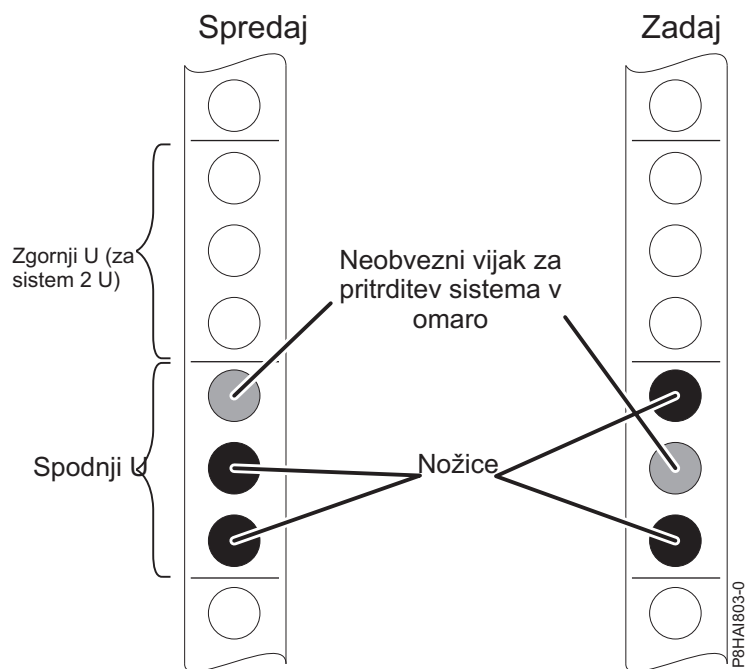 Spredaj
Zadaj
Zgornji U (za
sistem 2 U)
Neobvezni vijak za
pritrditev sistema v
omaro
Spodnji U
Nožice
P8HAI803-0